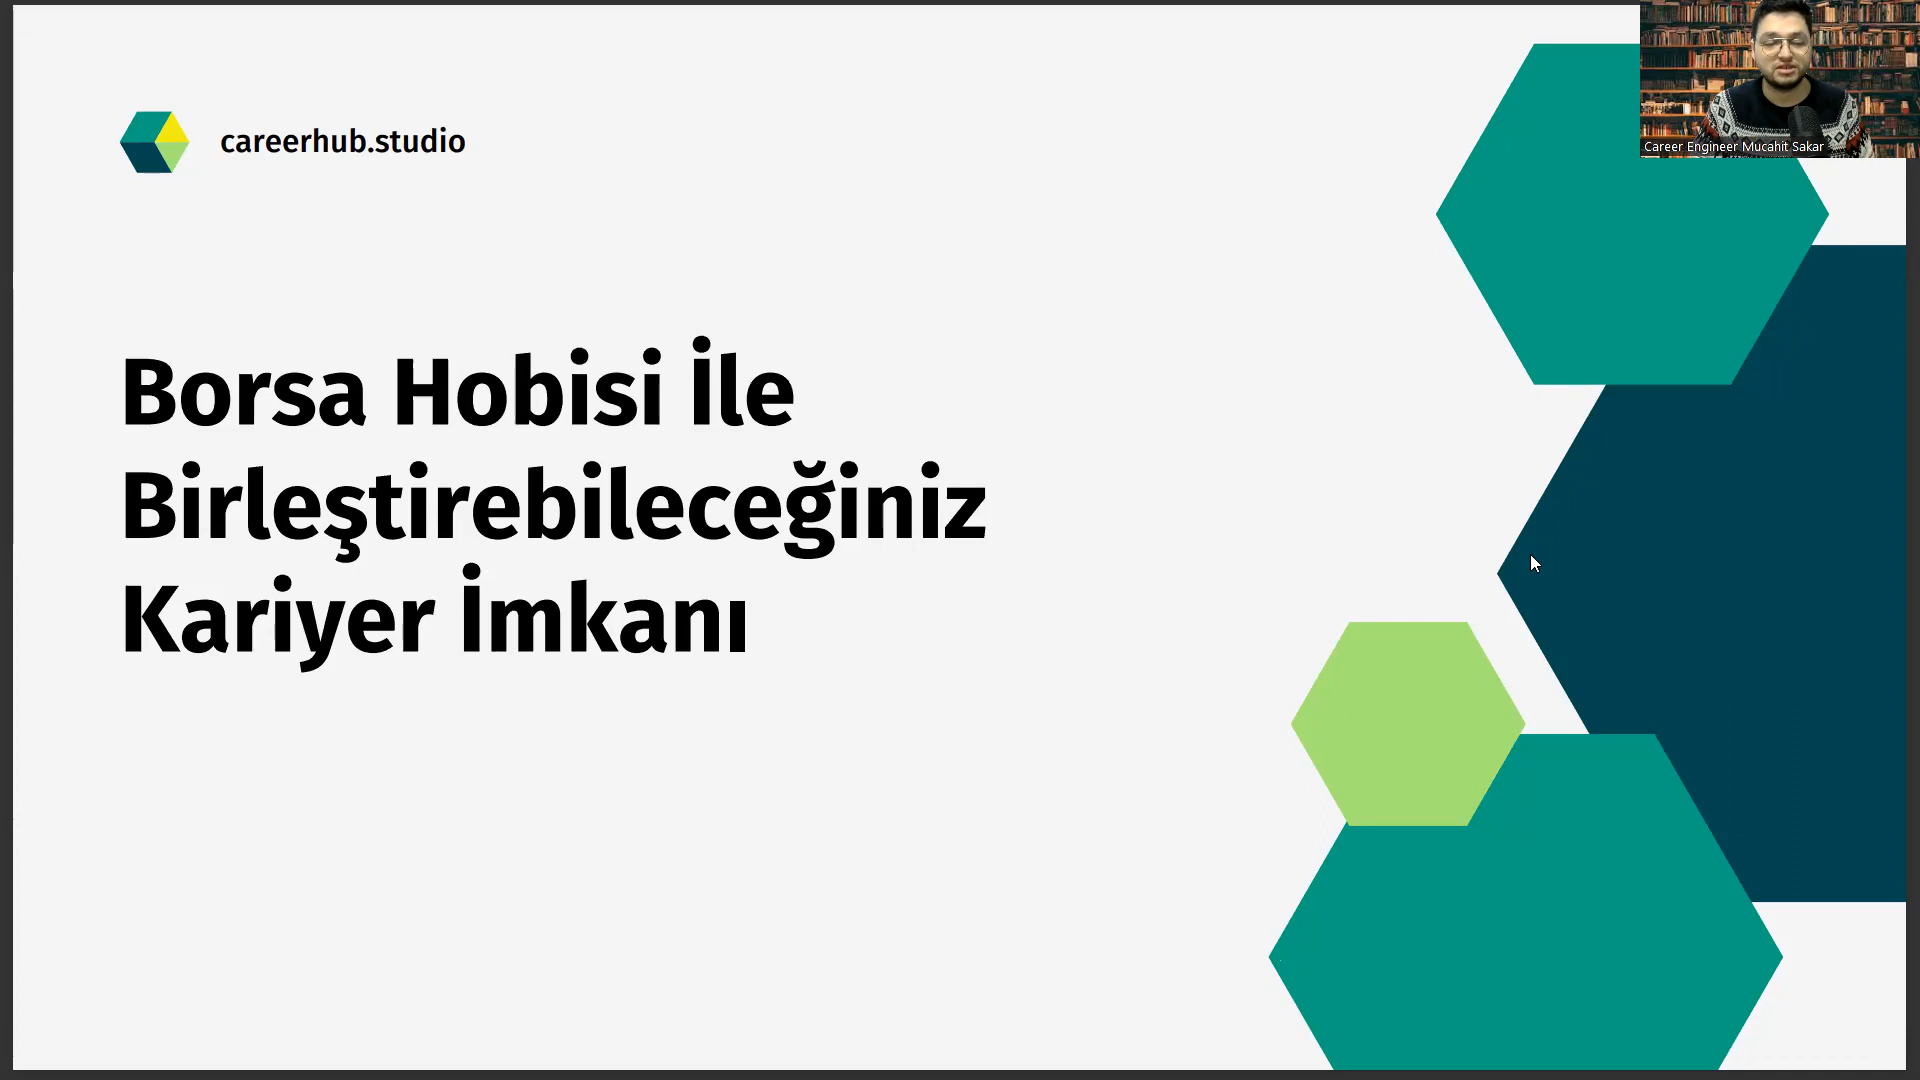 careerhub.studio
Career Engineer Mucahit Sakar
Borsa Hobisi İle
Birleştirebileceğiniz
Kariyer İmkanı